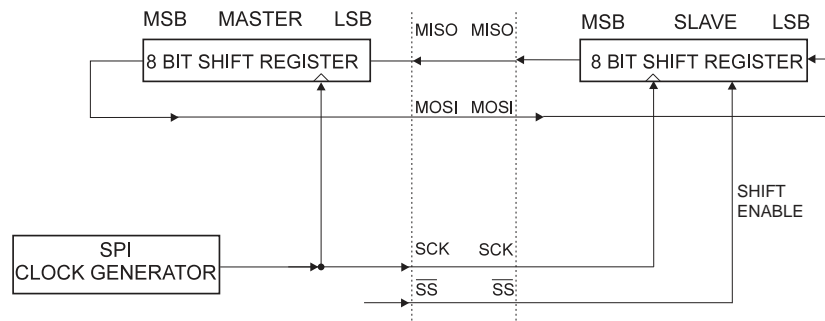 MSB MASTER LSB
MISO MISO
MSB SLAVE LSB
8 BIT SHIFT REGISTER
8 BIT SHIFT REGISTER
MOSI MOSI
SHIFT
ENABLE
SPI
CLOCK GENERATOR
SCK SCK
SS SS